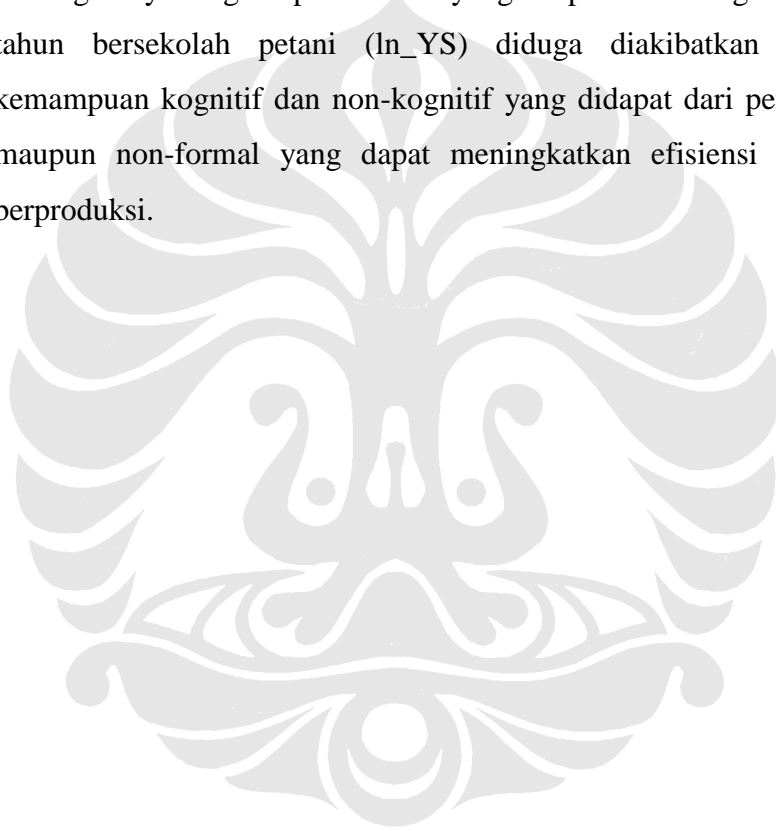 tahun bersekolah petani (ln_YS) diduga diakibatkan
kemampuan kognitif dan non-kognitif yang didapat dari pe
maupun non-formal yang dapat meningkatkan efisiensi
berproduksi.